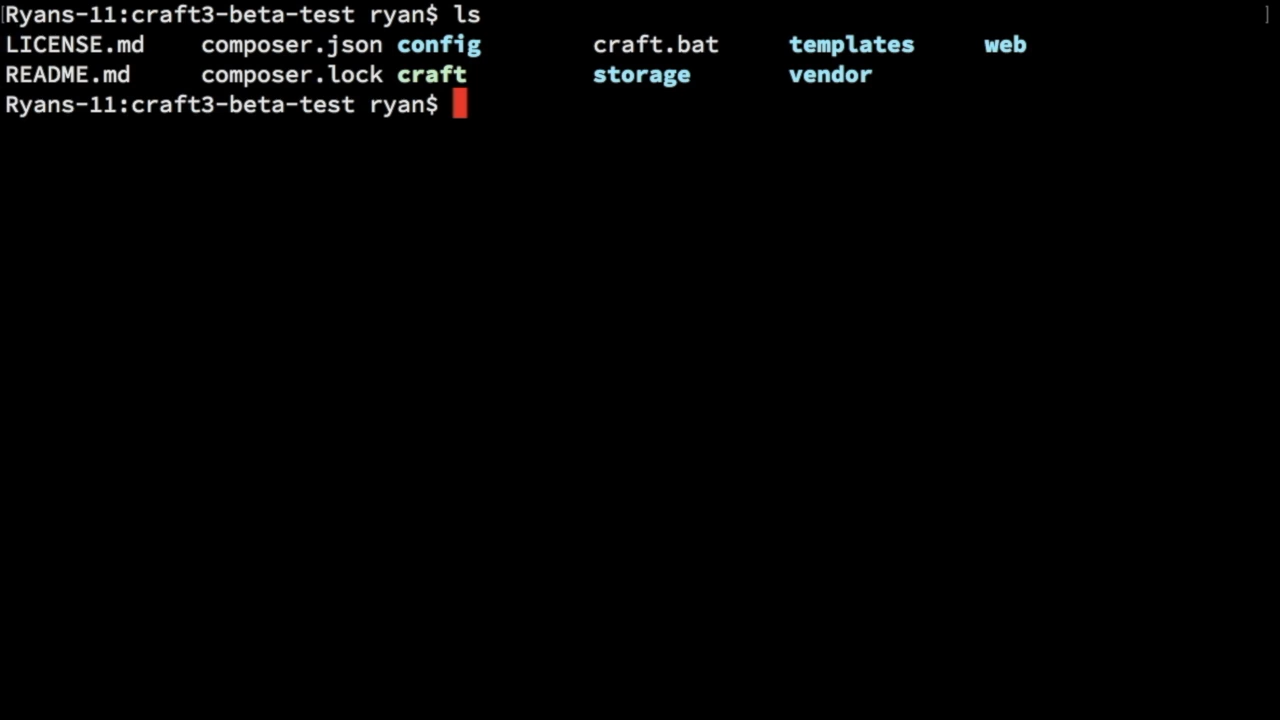 [Ryans-11:craft3-beta-test ryan$ ls ]
LICENSE.md composer.json config craft.bat templates web
README.md composer.lock craft storage vendor
Ryans-11:craft3-beta-test ryan$